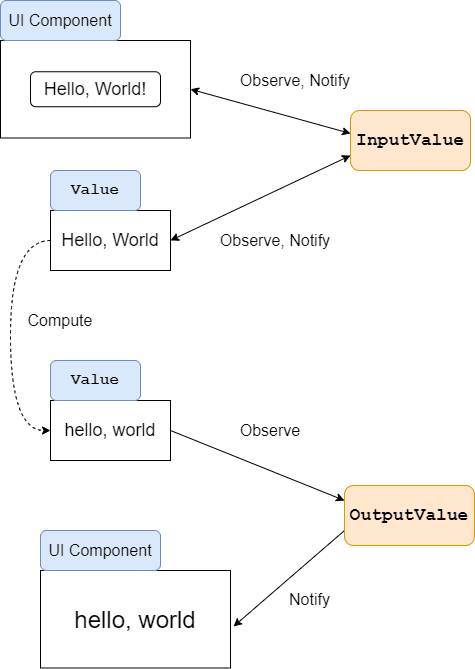 UI Component
Hello, World!
Observe, Notify
InputValue
Value
Hello, World
Observe, Notify
Compute
Value
hello, world
Observe
OutputValue
UI Component
hello, world
Notify